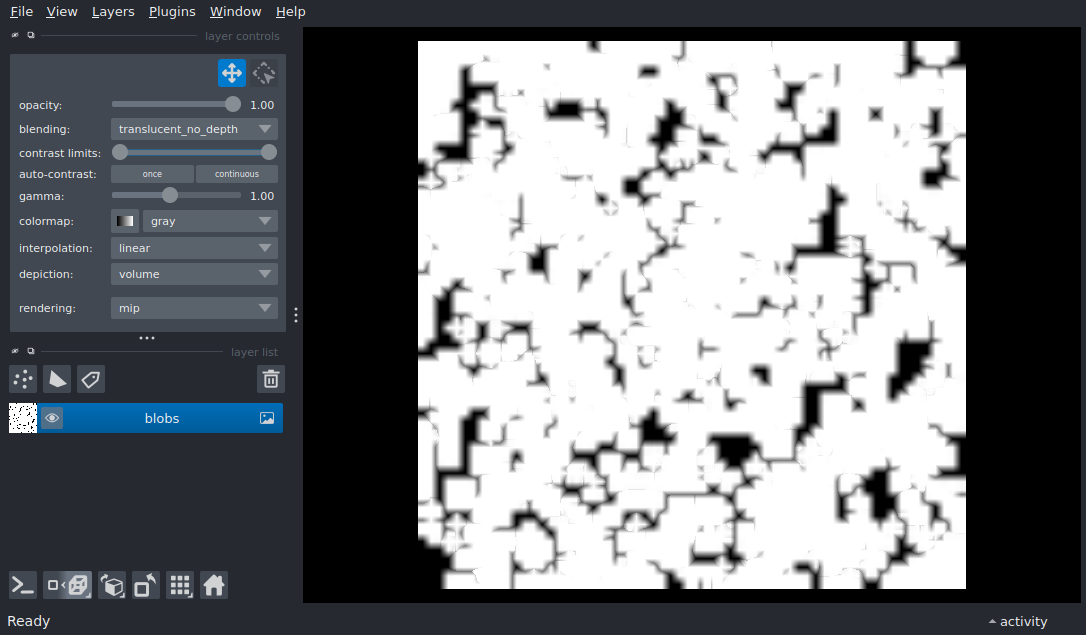 File View Layers Plugins Window Help
layer controls
opacity: 1.00
blending: translucent_no_depth
contrast limits:
auto-contrast: once continuous
gamma: 1.00
colormap: gray
interpolation: linear
depiction: volume
rendering: mip
layer list
blobs
Ready activity